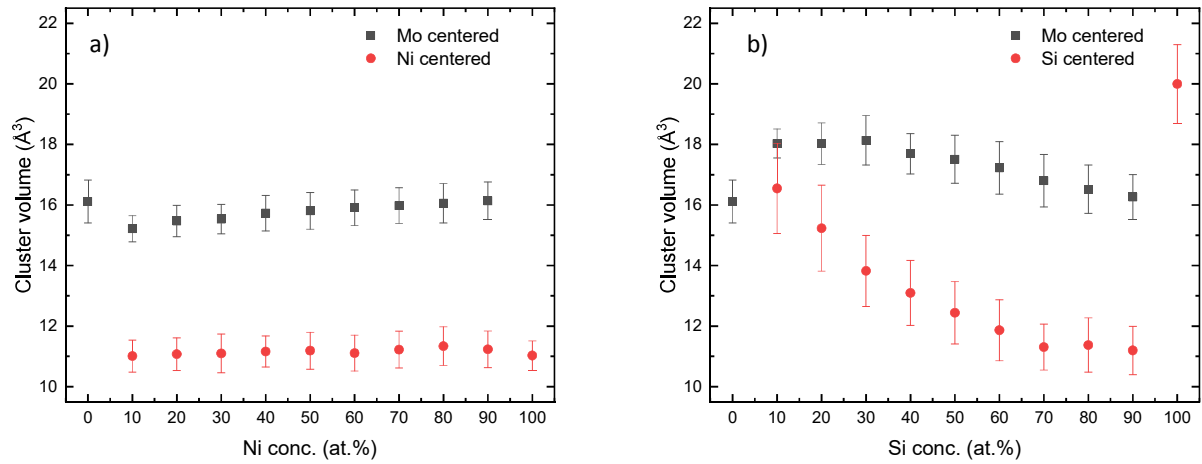 a)
Mo centered
Ni centered
22
20
18
16
14
12
10
Cluster volume (Å³)
0 10 20 30 40 50 60 70 80 90 100
Ni conc. (at.%)
b)
Mo centered
Si centered
22
20
18
16
14
12
10
Cluster volume (Å³)
0 10 20 30 40 50 60 70 80 90 100
Si conc. (at.%)